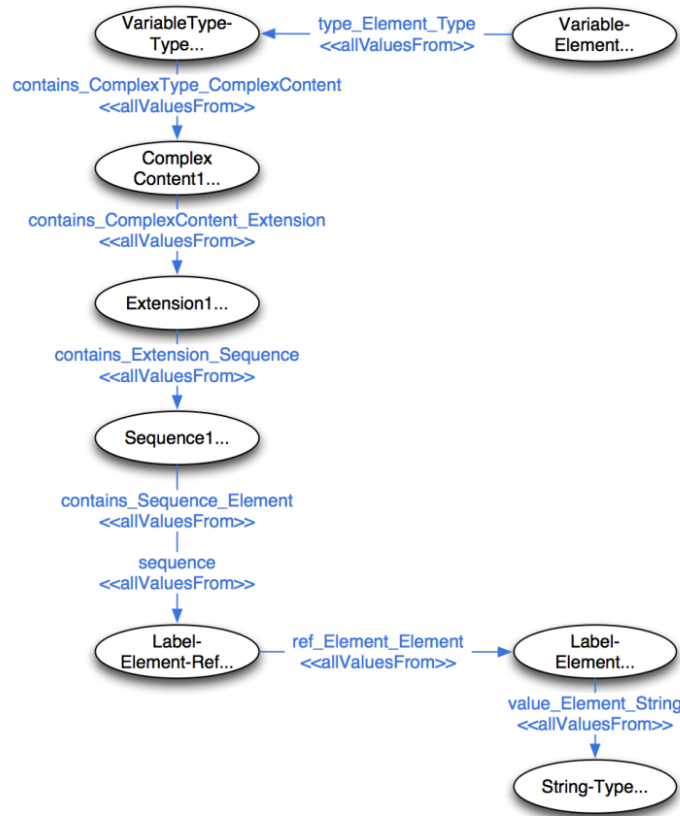 VariableType-
Type...
type_Element_Type
<<allValuesFrom>>
Variable-
Element...
contains_ComplexType_ComplexContent
<<allValuesFrom>>
Complex
Content1...
contains_ComplexContent_Extension
<<allValuesFrom>>
Extension1...
contains_Extension_Sequence
<<allValuesFrom>>
Sequence1...
contains_Sequence_Element
<<allValuesFrom>>
sequence
<<allValuesFrom>>
Label-
Element-Ref...
ref_Element_Element
<<allValuesFrom>>
Label-
Element...
value_Element_String
<<allValuesFrom>>
String-Type...